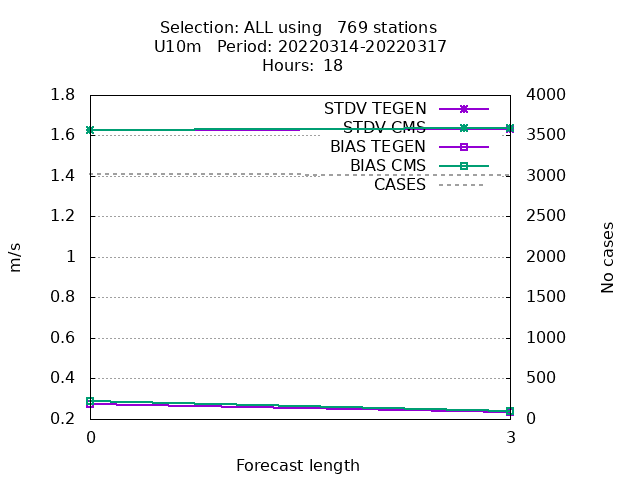 Selection: ALL using   769 stations
U10m   Period: 20220314-20220317
Hours: 18
1.8
1.6
1.4
1.2
1
0.8
0.6
0.4
0.2
4000
3500
3000
2500
2000
1500
1000
500
0
STDV TEGEN
STDV CMS
BIAS TEGEN
BIAS CMS
CASES
m/s
No cases
0
3
Forecast length